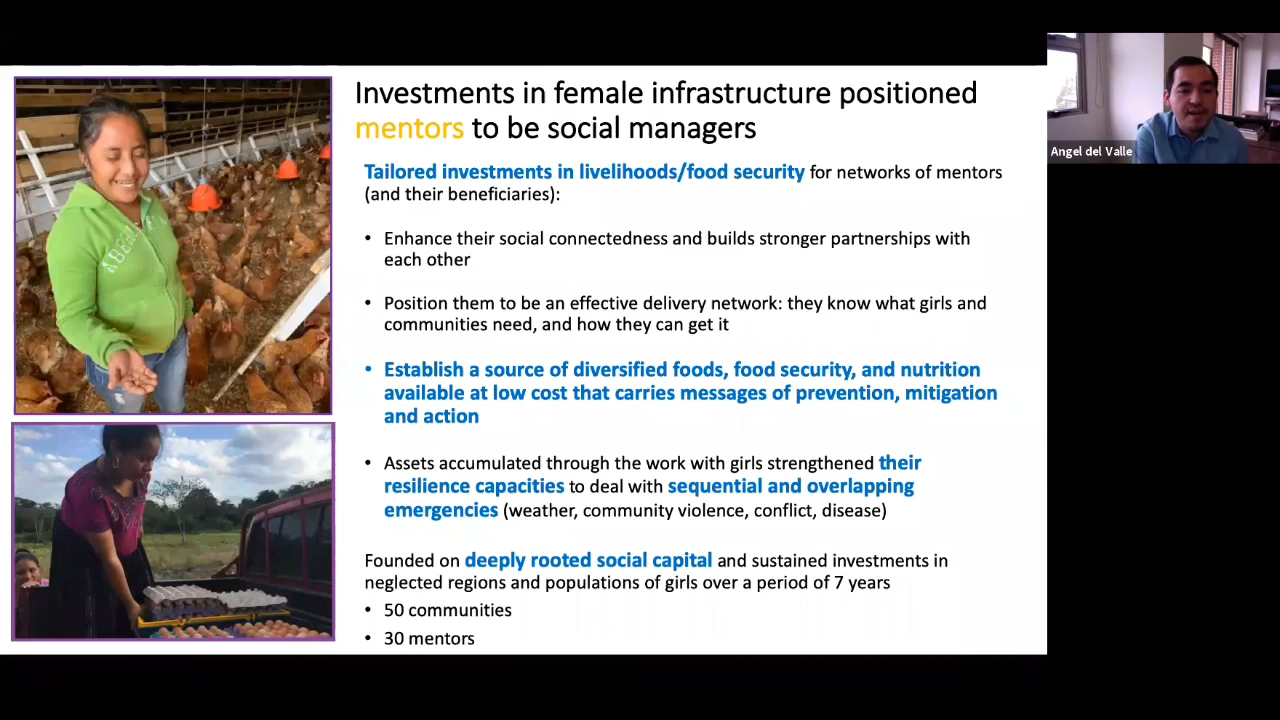 Investments in female infrastructure positioned
mentors to be social managers
Tailored investments in livelihoods/food security for networks of mentors
(and their beneficiaries):
• Enhance their social connectedness and builds stronger partnerships with
each other
• Position them to be an effective delivery network: they know what girls and
communities need, and how they can get it
• Establish a source of diversified foods, food security, and nutrition
available at low cost that carries messages of prevention, mitigation
and action
• Assets accumulated through the work with girls strengthened their
resilience capacities to deal with sequential and overlapping
emergencies (weather, community violence, conflict, disease)
Founded on deeply rooted social capital and sustained investments in
neglected regions and populations of girls over a period of 7 years
• 50 communities
• 30 mentors
Angel del Valle